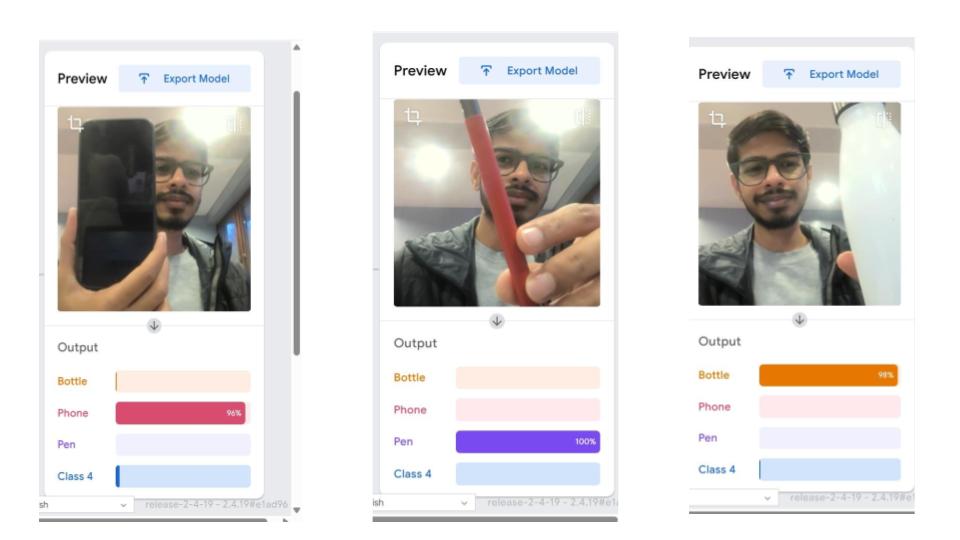 Preview Export Model
Output
Bottle
Phone 96%
Pen
Class 4
sh release-2-4-19 - 2.4.19#e1ad96
Preview Export Model
Output
Bottle
Phone
Pen 100%
Class 4
ish release-2-4-19 - 2.4.19#e1
Preview Export Model
Output
Bottle 98%
Phone
Pen
Class 4
release-2-4-19 - 2.4.19#e1